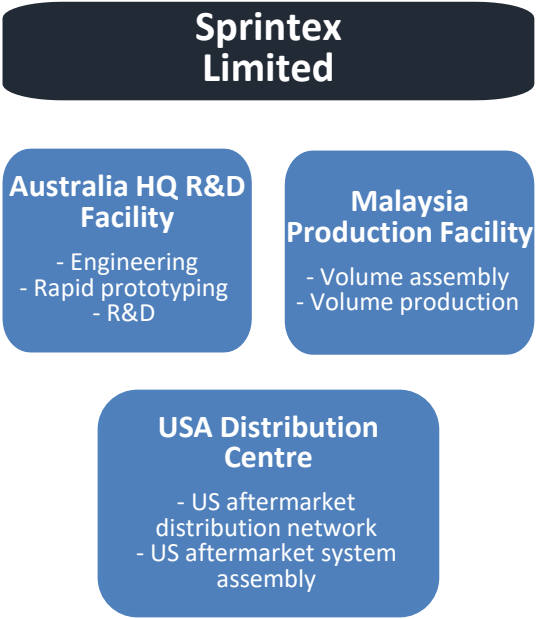 Sprintex
Limited
Australia HQ R&D
Facility
- Engineering
- Rapid prototyping
- R&D
Malaysia
Production Facility
- Volume assembly
- Volume production
USA Distribution
Centre
- US aftermarket
distribution network
- US aftermarket system
assembly